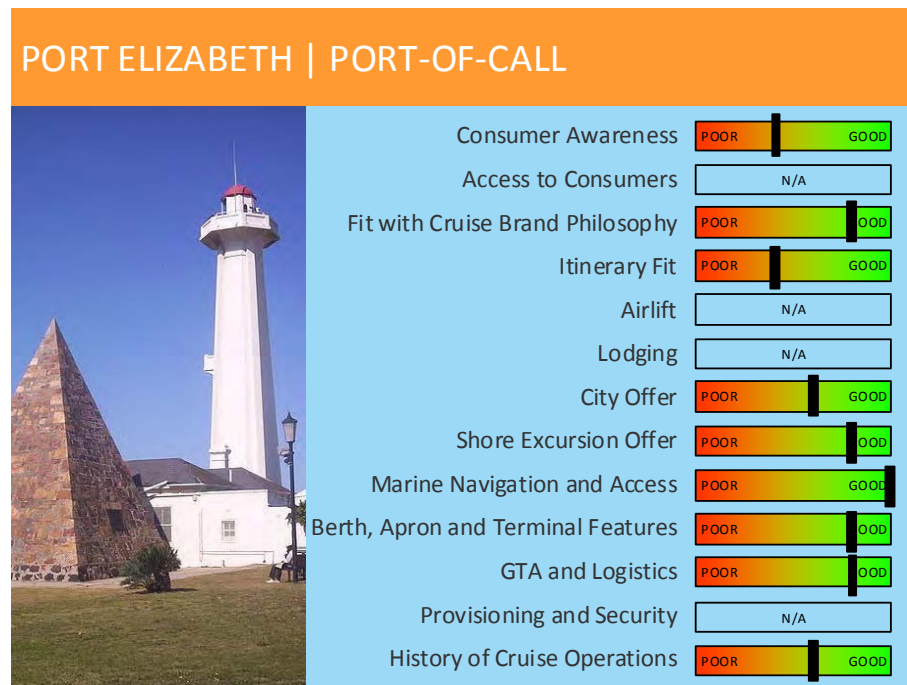 PORT ELIZABETH | PORT-OF-CALL
Consumer Awareness POOR GOOD
Access to Consumers N/A
Fit with Cruise Brand Philosophy POOR OOD
Itinerary Fit POOR GOOD
Airlift N/A
Lodging N/A
City Offer POOR GOOD
Shore Excursion Offer POOR OOD
Marine Navigation and Access POOR GOOD
Berth, Apron and Terminal Features POOR OOD
GTA and Logistics POOR OOD
Provisioning and Security N/A
History of Cruise Operations POOR GOOD